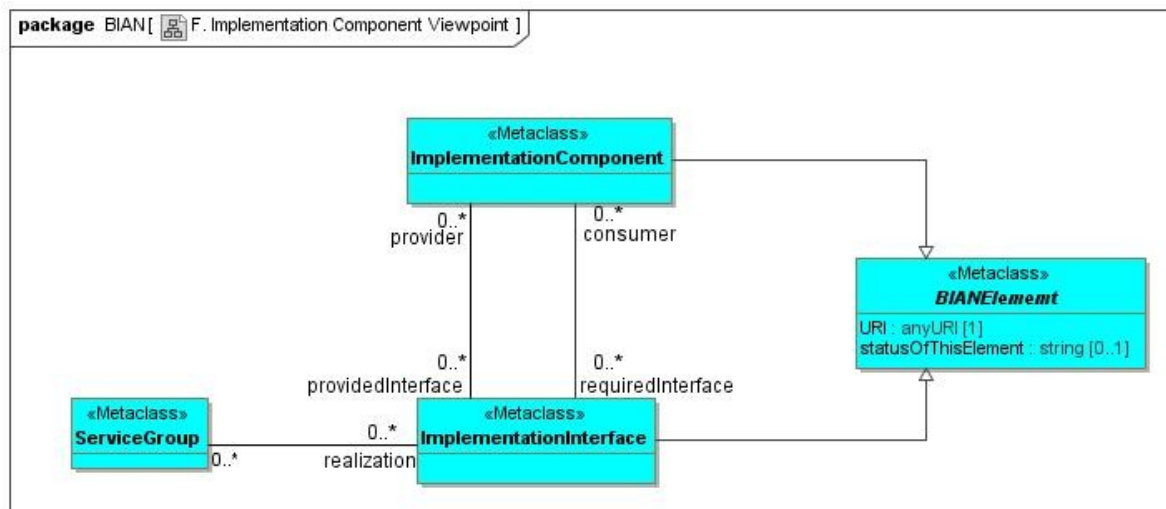 package BIAN [ F. Implementation Component Viewpoint ]
«Metaclass»
ImplementationComponent
0..*
provider
0..*
consumer
«Metaclass»
BIANElememt
URI : anyURI [1]
statusOfThisElement : string [0..1]
0..*
providedInterface
0..*
requiredInterface
«Metaclass»
ServiceGroup
0..*
0..*
realization
«Metaclass»
ImplementationInterface